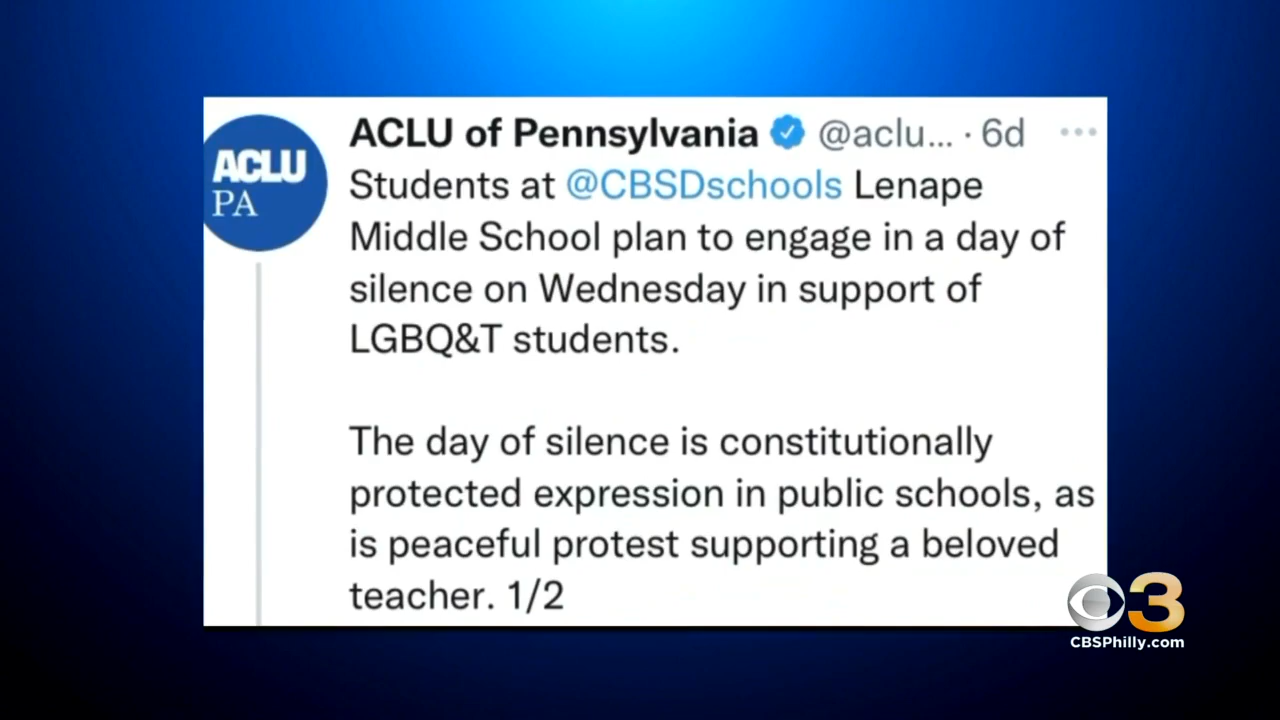 ACLU
PA
ACLU of Pennsylvania @aclu... · 6d
Students at @CBSDschools Lenape
Middle School plan to engage in a day of
silence on Wednesday in support of
LGBQ&T students.
The day of silence is constitutionally
protected expression in public schools, as
is peaceful protest supporting a beloved
teacher. 1/2
3
CBSPhilly.com